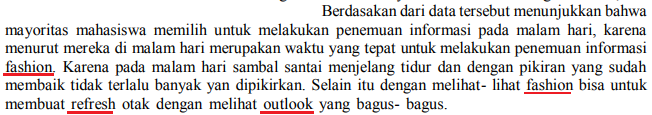 Berdasakan dari data tersebut menunjukkan bahwa
mayoritas mahasiswa memilih untuk melakukan penemuan informasi pada malam hari, karena
menurut mereka di malam hari merupakan waktu yang tepat untuk melakukan penemuan informasi
fashion. Karena pada malam hari sambal santai menjelang tidur dan dengan pikiran yang sudah
membaik tidak terlalu banyak yan dipikirkan. Selain itu dengan melihat- lihat fashion bisa untuk
membuat refresh otak dengan melihat outlook yang bagus- bagus.